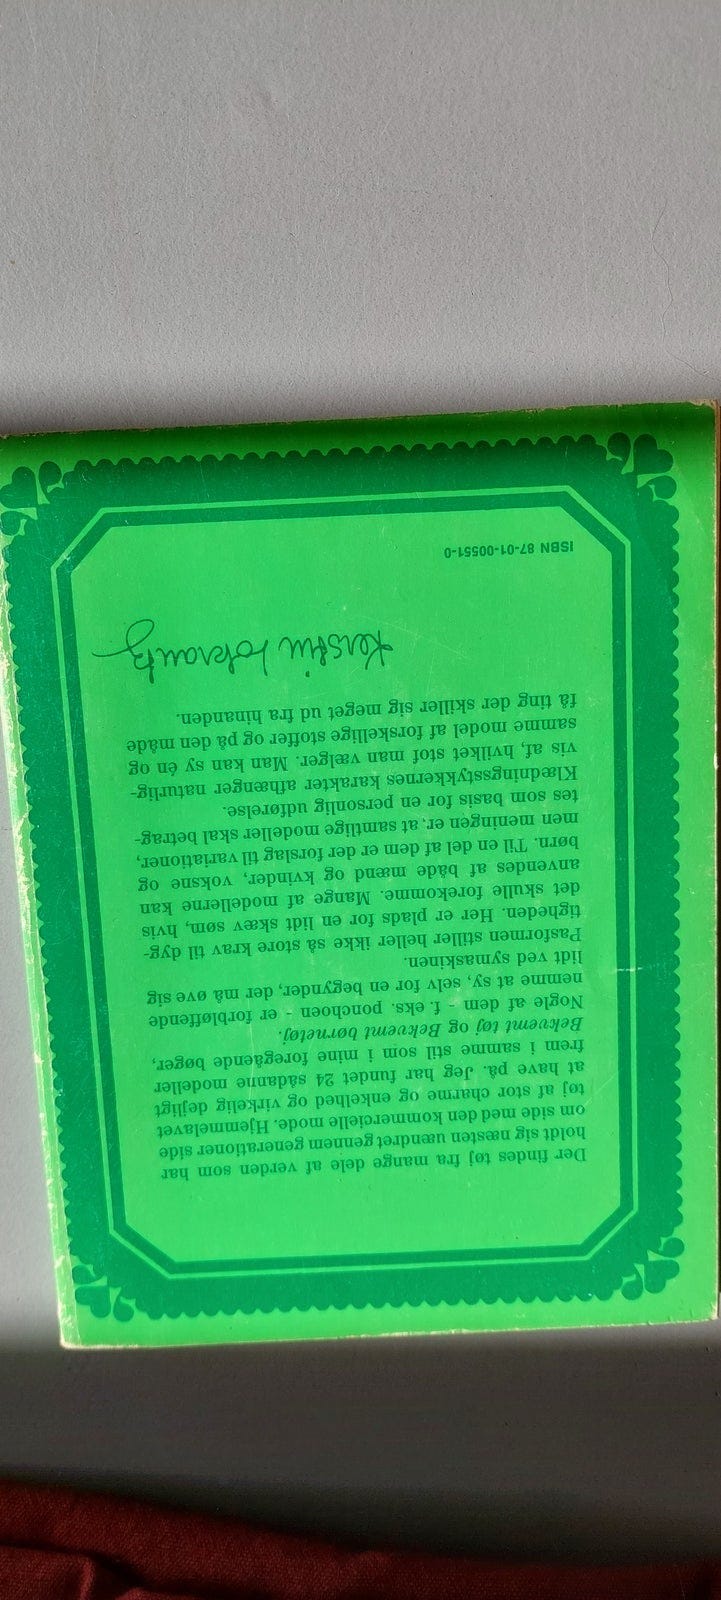 Der findes tøj fra mange dele af verden som har
holdt sig næsten uændret gennem generationer side
om side med den kommercielle mode. Hjemmelavet
tøj af stor charme og enkelhed og virkelig dejligt
at have på. Jeg har fundet 24 sådanne modeller
frem i samme stil som i mine foregående bøger,
Bekvemt tøj og Bekvemt børnetøj.
Nogle af dem - f. eks. ponchoen - er forbløffende
nemme at sy, selv for en begynder, der må øve sig
lidt ved symaskinen.
Pasformen stiller heller ikke så store krav til dyg-
tigheden. Her er plads for en lidt skæv søm, hvis
det skulle forekomme. Mange af modellerne kan
anvendes af både mænd og kvinder, voksne og
børn. Til en del af dem er der forslag til variationer,
men meningen er, at samtlige modeller skal betrag-
tes som basis for en personlig udførelse.
Klædningsstykkernes karakter afhænger naturlig-
vis af, hvilket stof man vælger. Man kan sy én og
samme model af forskellige stoffer og på den måde
få ting der skiller sig meget ud fra hinanden.
Kerstin Lokrantz
ISBN 87-01-00551-0